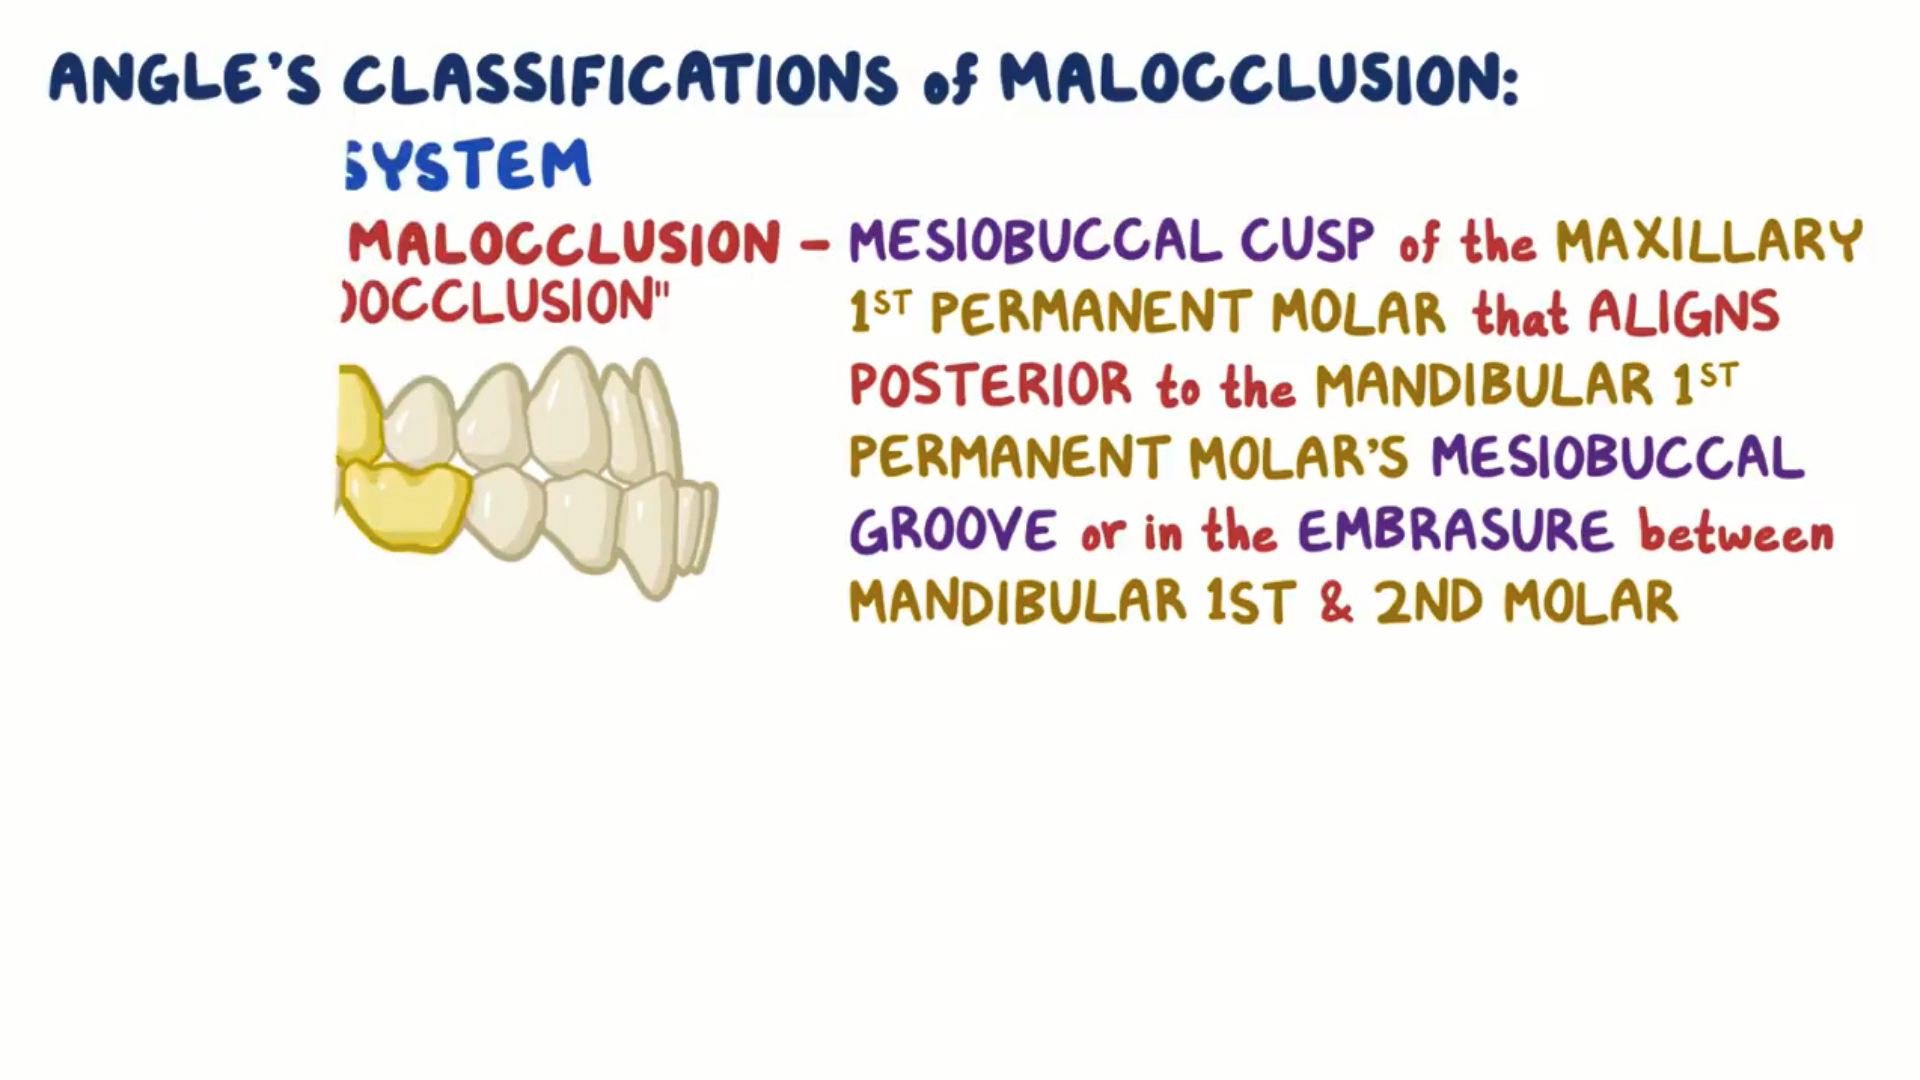 ANGLE'S CLASSIFICATIONS of MALOCCLUSION:
SYSTEM
MALOCCLUSION – MESIOBUCCAL CUSP of the MAXILLARY
OCCLUSION"
1ST PERMANENT MOLAR that ALIGNS
POSTERIOR to the MANDIBULAR 1ST
PERMANENT MOLAR'S MESIOBUCCAL
GROOVE or in the EMBRASURE between
MANDIBULAR 1ST & 2ND MOLAR